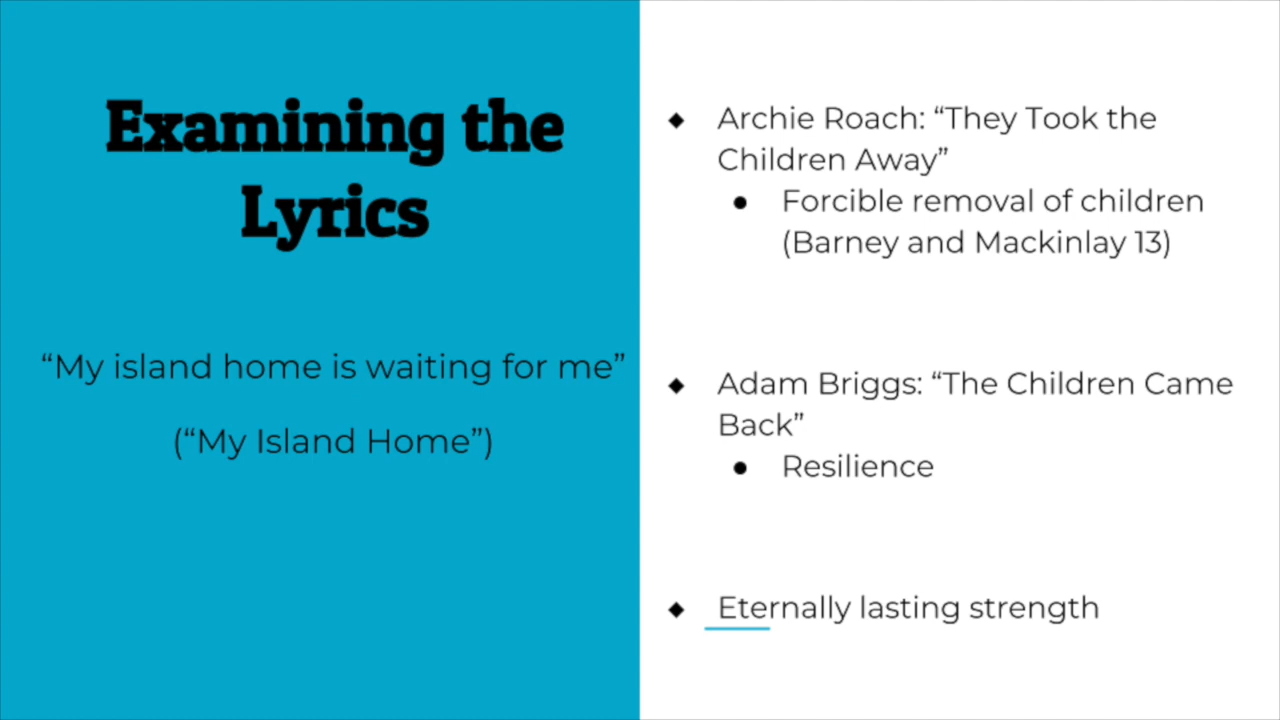 Examining the
Lyrics
“My island home is waiting for me”
(“My Island Home”)
Archie Roach: “They Took the
Children Away”
Forcible removal of children
(Barney and Mackinlay 13)
Adam Briggs: “The Children Came
Back”
Resilience
Eternally lasting strength